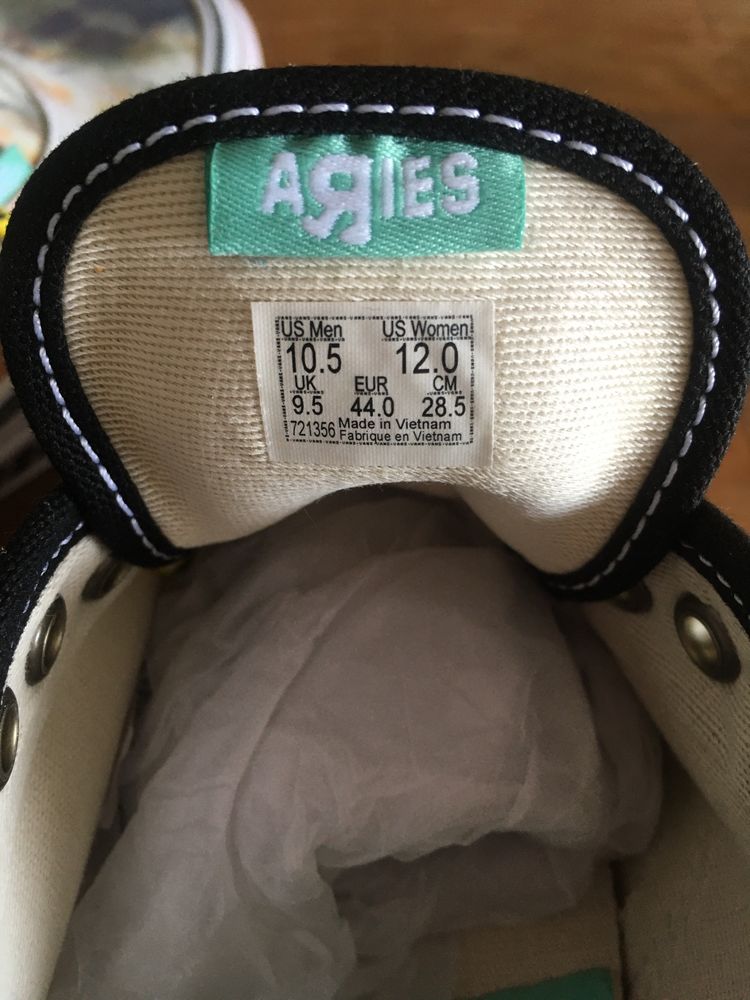 ARIES
US Men US Women
10.5 12.0
UK EUR CM
9.5 44.0 28.5
721356 Made in Vietnam
Fabrique en Vietnam